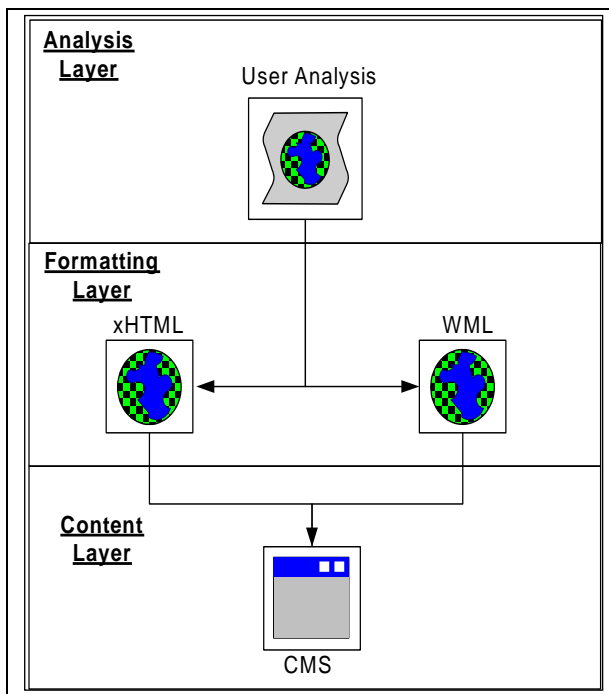 Analysis
Layer
User Analysis
Formatting
Layer
xHTML
WML
Content
Layer
CMS